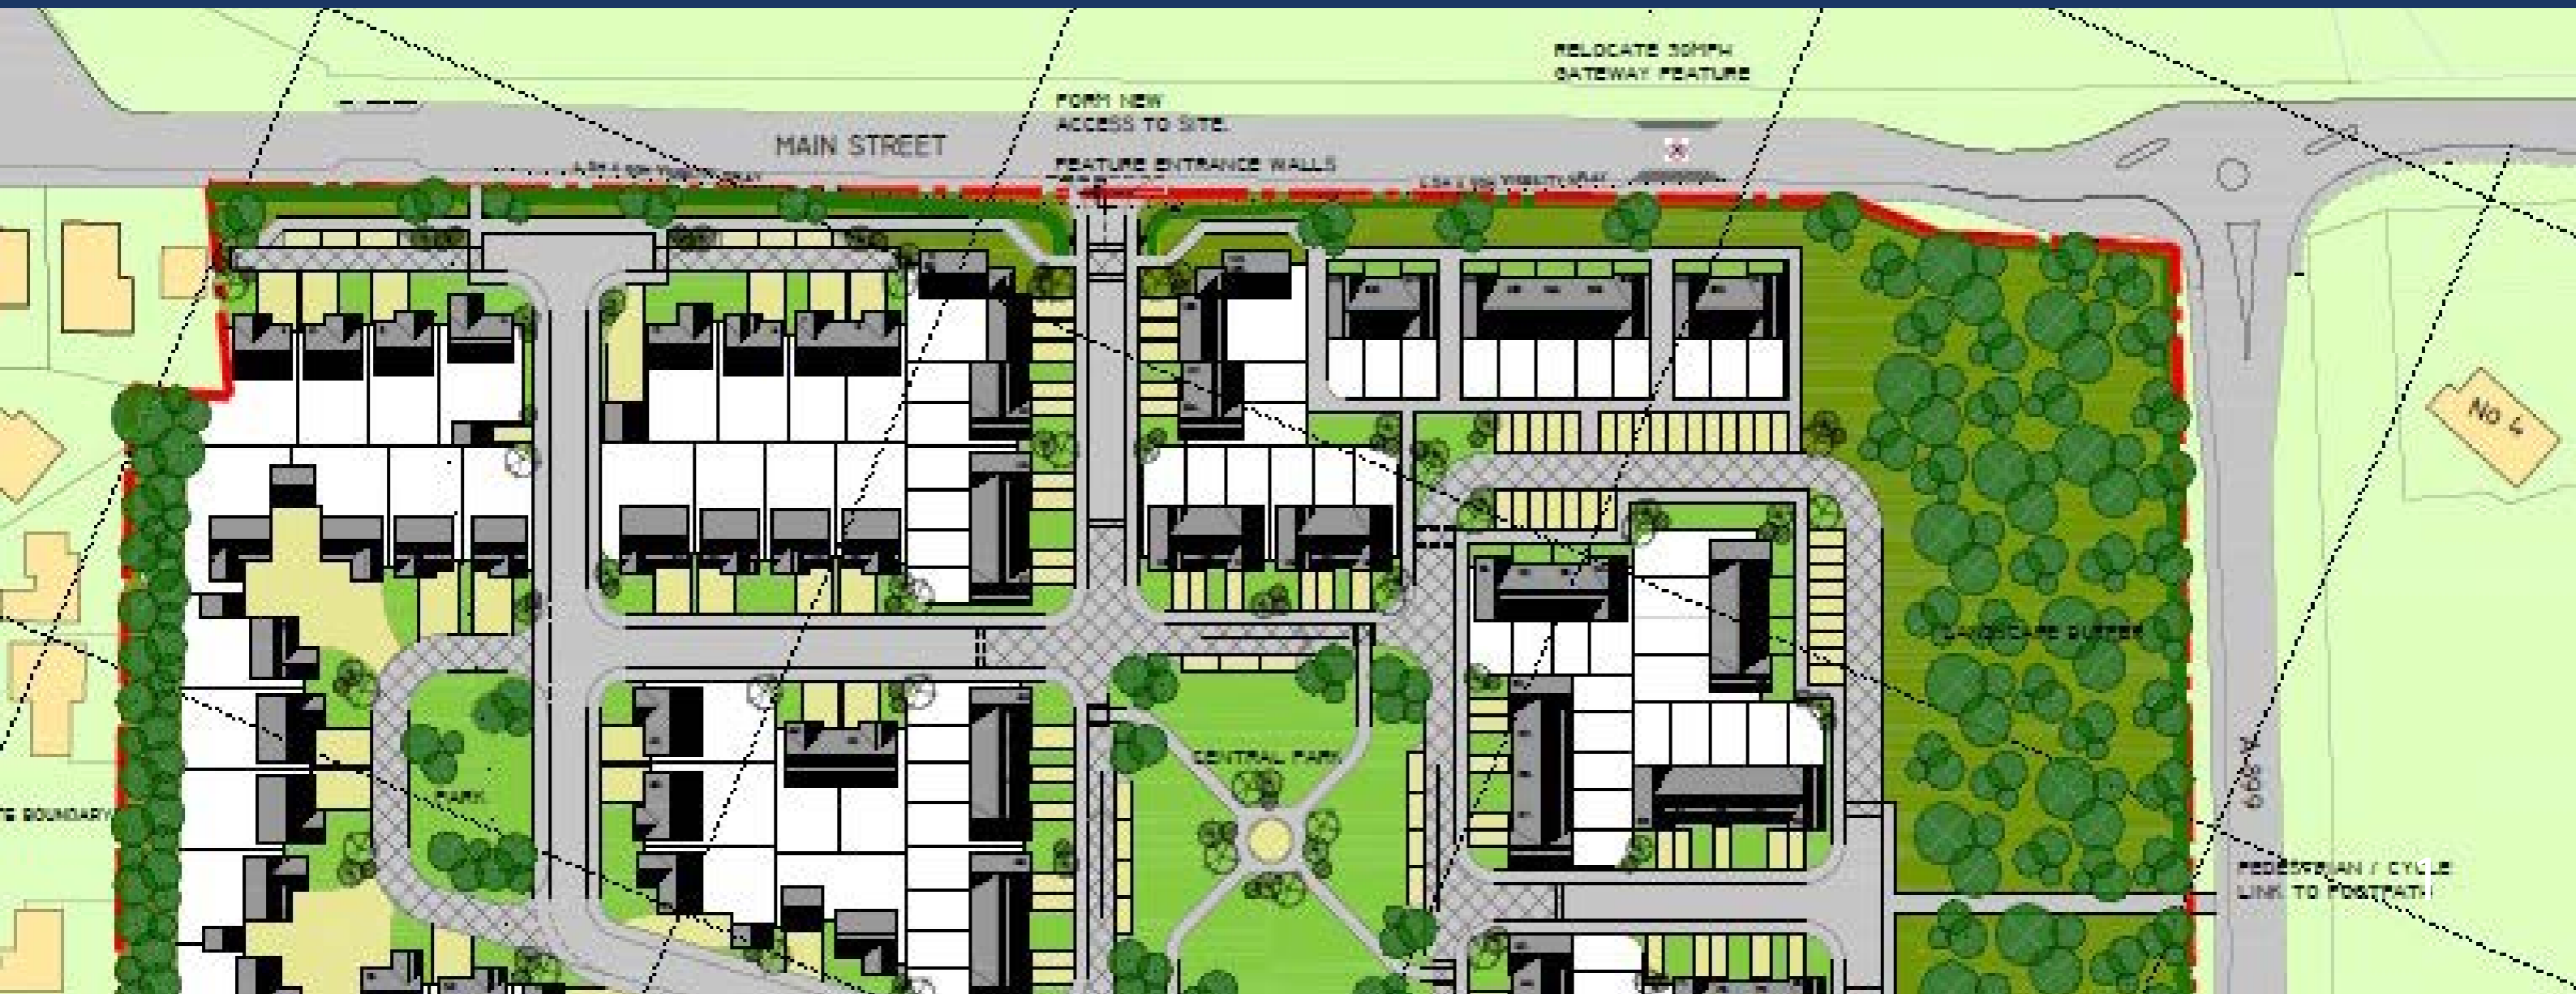 RELOCATE 30MPH
GATEWAY FEATURE
FORM NEW
ACCESS TO SITE.
MAIN STREET
FEATURE ENTRANCE WALLS
No 6
LANDSCAPE BUFFER
CENTRAL PARK
PARK
BOUNDARY
PEDESTRIAN / CYCLE
LINK TO FOOTPATH